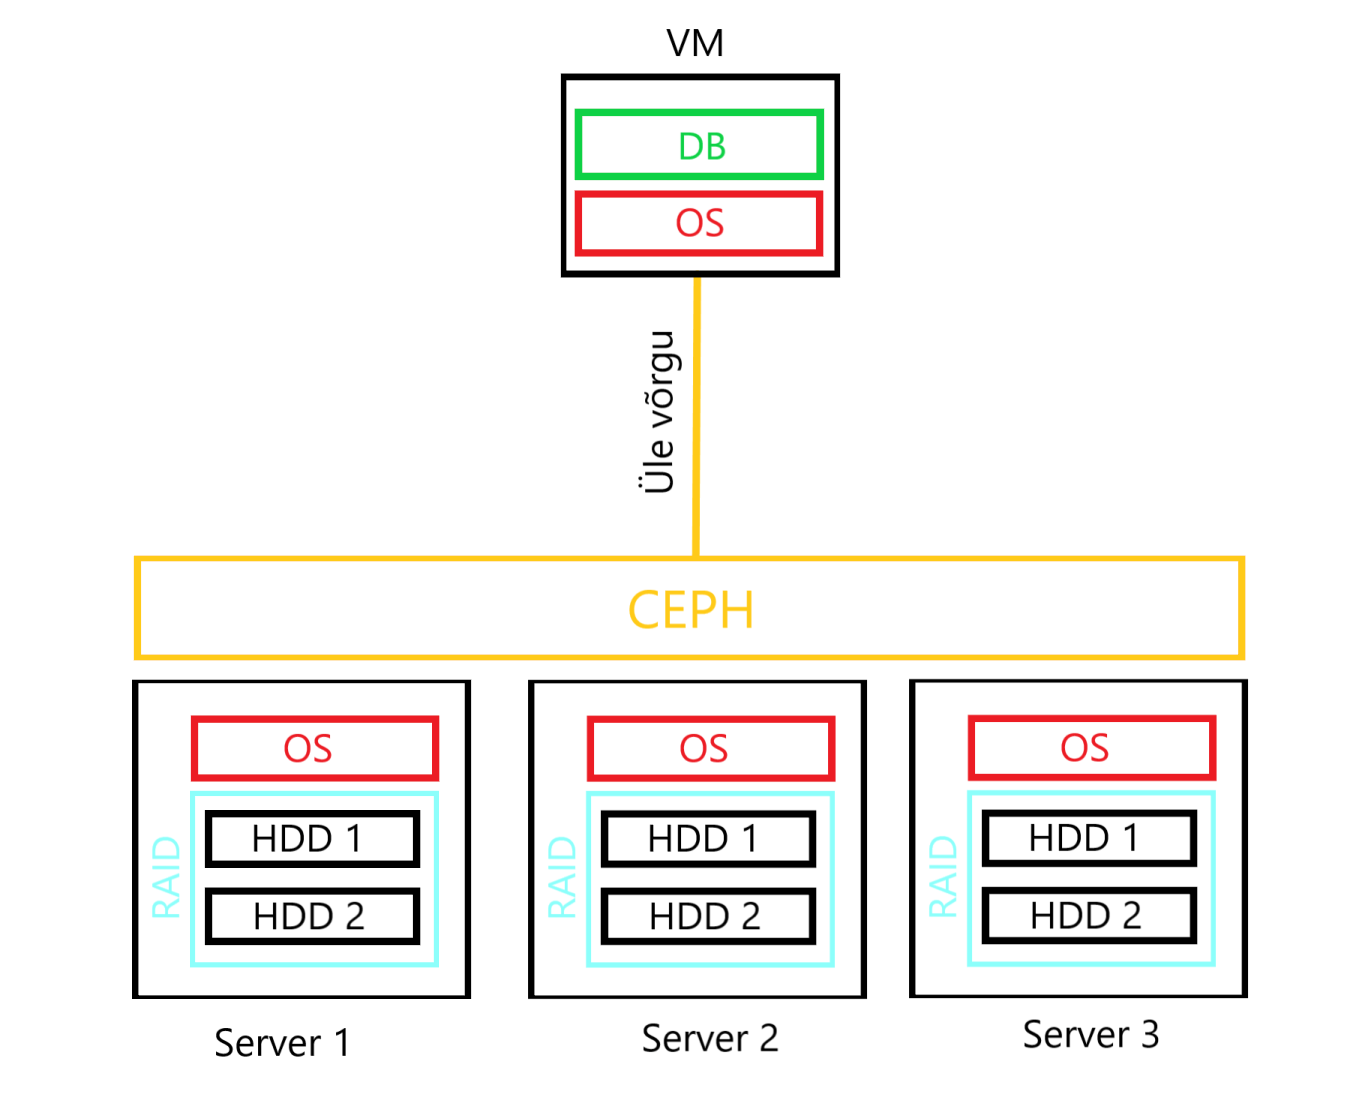 VM
DB
OS
Üle võrgu
CEPH
OS
OS
OS
RAID
HDD 1
HDD 2
RAID
HDD 1
HDD 2
RAID
HDD 1
HDD 2
Server 1
Server 2
Server 3